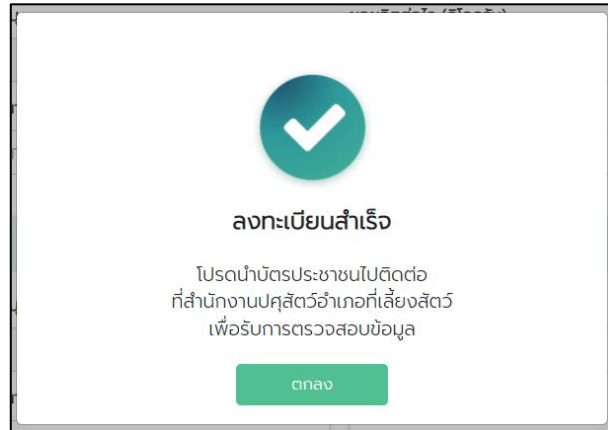 ลงทะเบียนสำเร็จ
โปรดนำบัตรประชาชนไปติดต่อ
ที่สำนักงานปศุสัตว์อำเภอที่เลี้ยงสัตว์
เพื่อรับการตรวจสอบข้อมูล
ตกลง